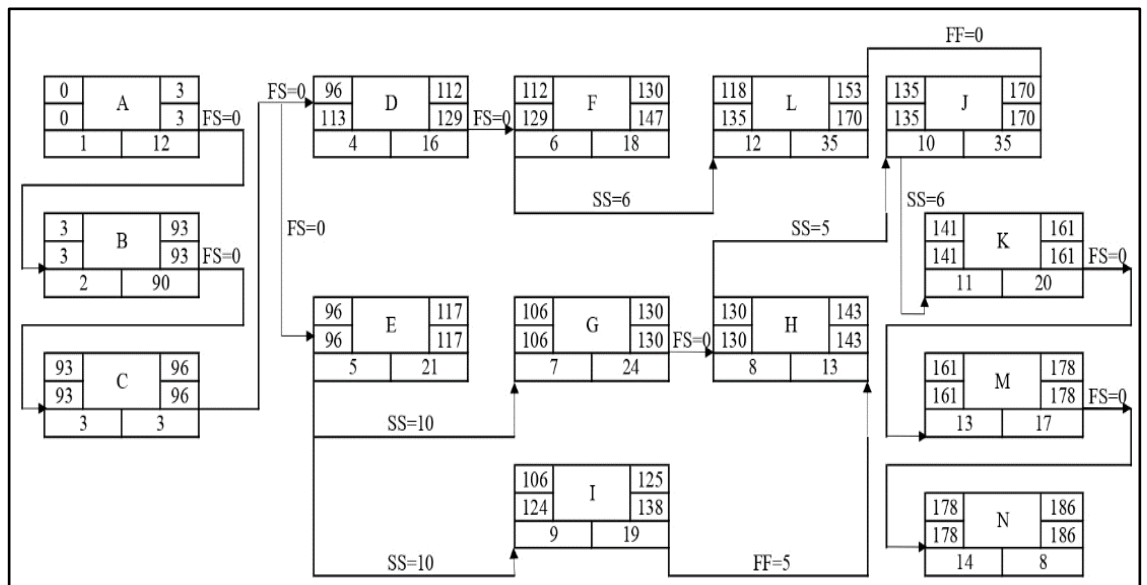 FF=0
0 A 3
0 3
1 12
FS=0
FS=0
96 D 112
113 129
4 16
FS=0
112 F 130
129 147
6 18
118 L 153
135 170
12 35
135 J 170
135 170
10 35
SS=6
SS=6
3 B 93
3 93
2 90
FS=0
FS=0
SS=5
141 K 161
141 161
11 20
FS=0
96 E 117
96 117
5 21
106 G 130
106 130
7 24
FS=0
130 H 143
130 143
8 13
93 C 96
93 96
3 3
161 M 178
161 178
13 17
FS=0
SS=10
106 I 125
124 138
9 19
178 N 186
178 186
14 8
SS=10
FF=5